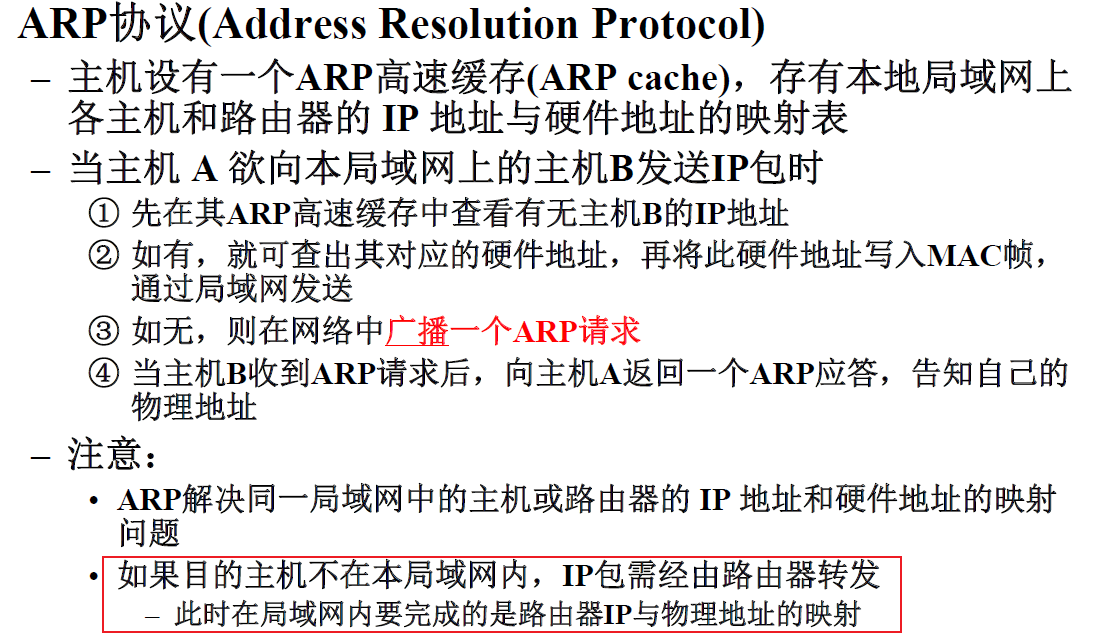 ARP协议(Address Resolution Protocol)
– 主机设有一个ARP高速缓存(ARP cache)，存有本地局域网上
各主机和路由器的 IP 地址与硬件地址的映射表
– 当主机 A 欲向本局域网上的主机B发送IP包时
① 先在其ARP高速缓存中查看有无主机B的IP地址
② 如有，就可查出其对应的硬件地址，再将此硬件地址写入MAC帧，
通过局域网发送
③ 如无，则在网络中广播一个ARP请求
④ 当主机B收到ARP请求后，向主机A返回一个ARP应答，告知自己的
物理地址
– 注意：
• ARP解决同一局域网中的主机或路由器的 IP 地址和硬件地址的映射
问题
• 如果目的主机不在本局域网内，IP包需经由路由器转发
– 此时在局域网内要完成的是路由器IP与物理地址的映射